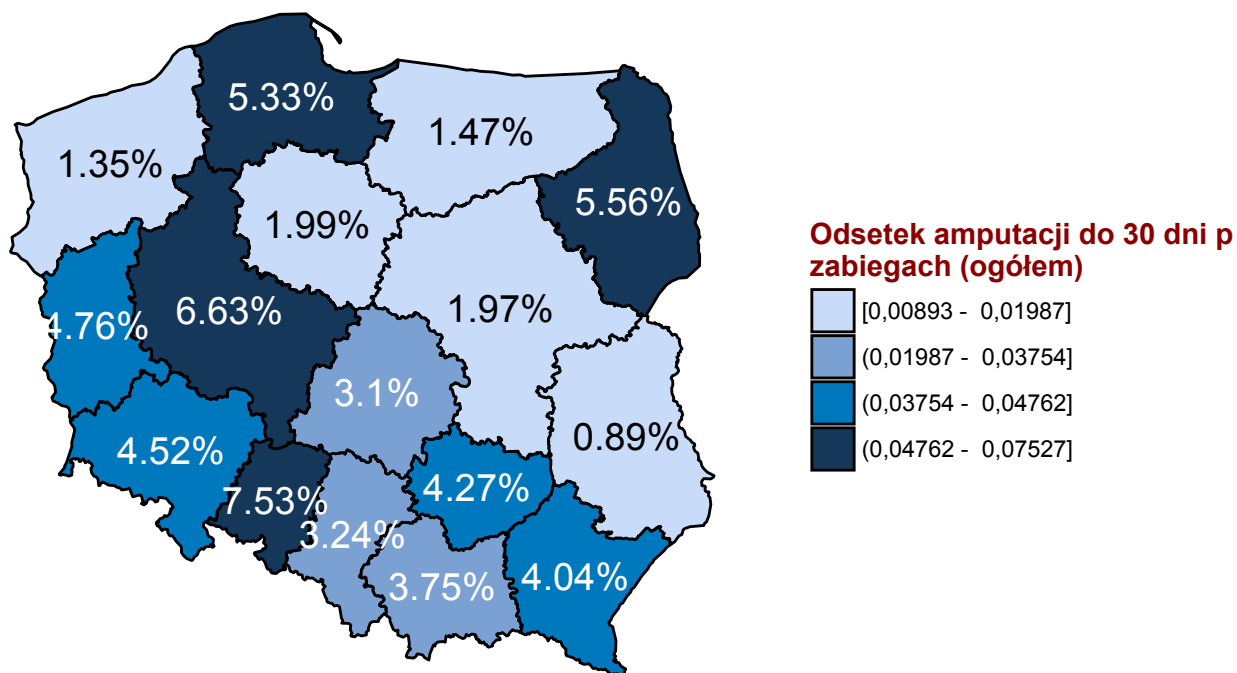 5.33%
1.47%
1.35%
5.56%
1.99%
6.63%
1.97%
4.76%
3.1%
0.89%
4.52%
4.27%
7.53%
3.24%
3.75%
4.04%
Odsetek amputacji do 30 dni p
zabiegach (ogółem)
[0,00893 - 0,01987]
(0,01987 - 0,03754]
(0,03754 - 0,04762]
(0,04762 - 0,07527]